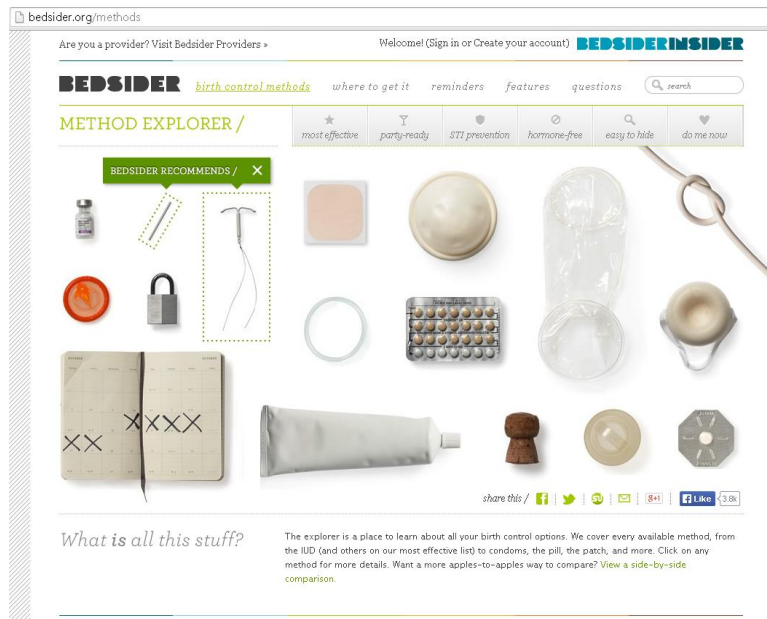 bedsider.org/methods
Are you a provider? Visit Bedsider Providers »
Welcome! (Sign in or Create your account) BEDSIDERINSIDER
BEDSIDER birth control methods where to get it reminders features questions search
METHOD EXPLORER /
most effective party-ready STI prevention hormone-free easy to hide do me now
BEDSIDER RECOMMENDS /
OCTOBER
OCTOBER
share this / Like 3.8k
What is all this stuff?
The explorer is a place to learn about all your birth control options. We cover every available method, from
the IUD (and others on our most effective list) to condoms, the pill, the patch, and more. Click on any
method for more details. Want a more apples-to-apples way to compare? View a side-by-side
comparison.